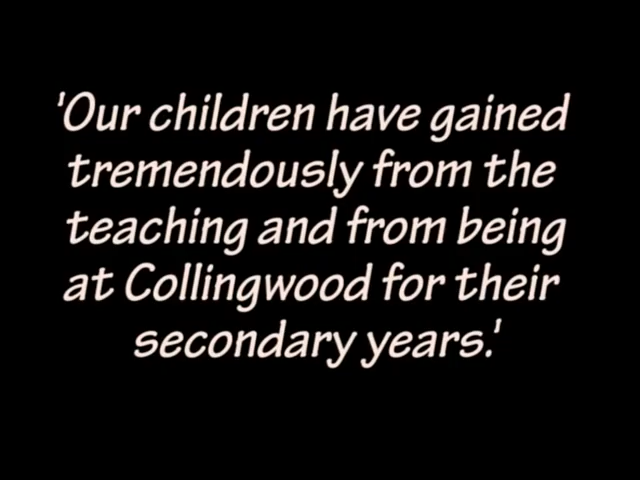 'Our children have gained
tremendously from the
teaching and from being
at Collingwood for their
secondary years.'